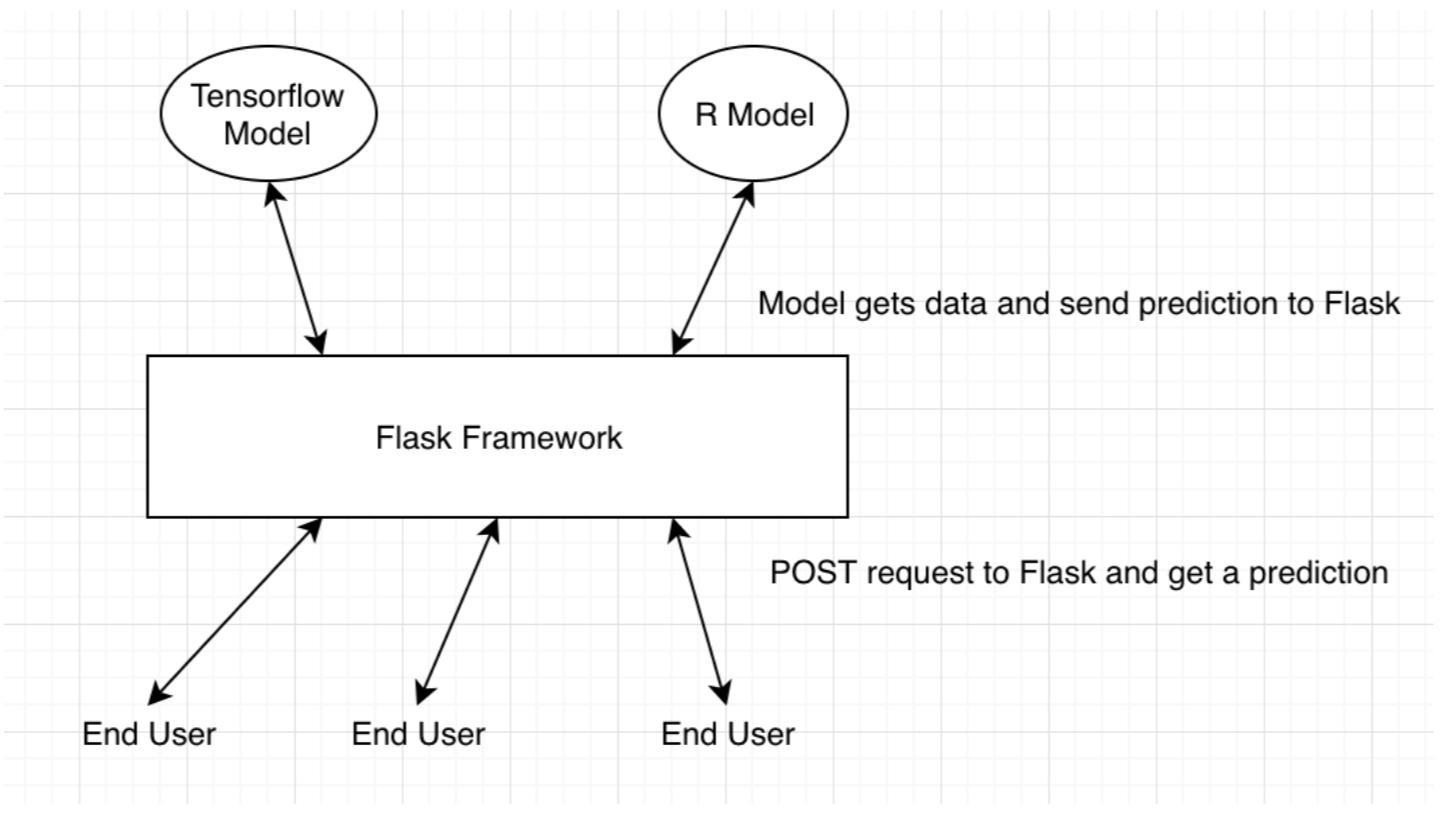 Tensorflow
Model
R Model
Model gets data and send prediction to Flask
Flask Framework
POST request to Flask and get a prediction
End User
End User
End User